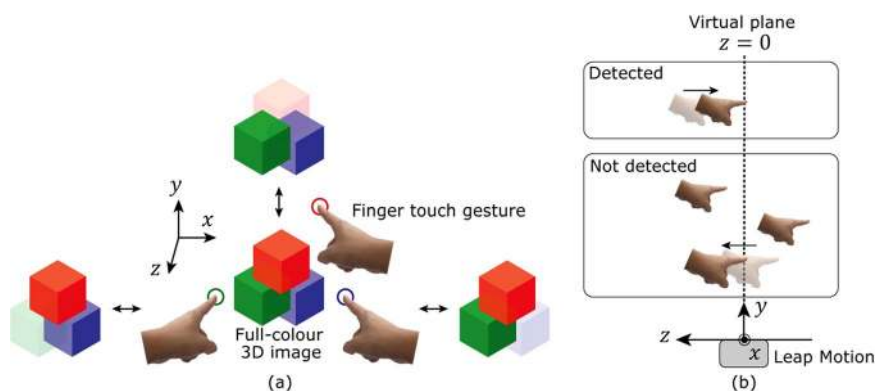 y
x
z
Finger touch gesture
Full-colour
3D image
(a)
Virtual plane
z = 0
Detected
Not detected
y
z
x
Leap Motion
(b)